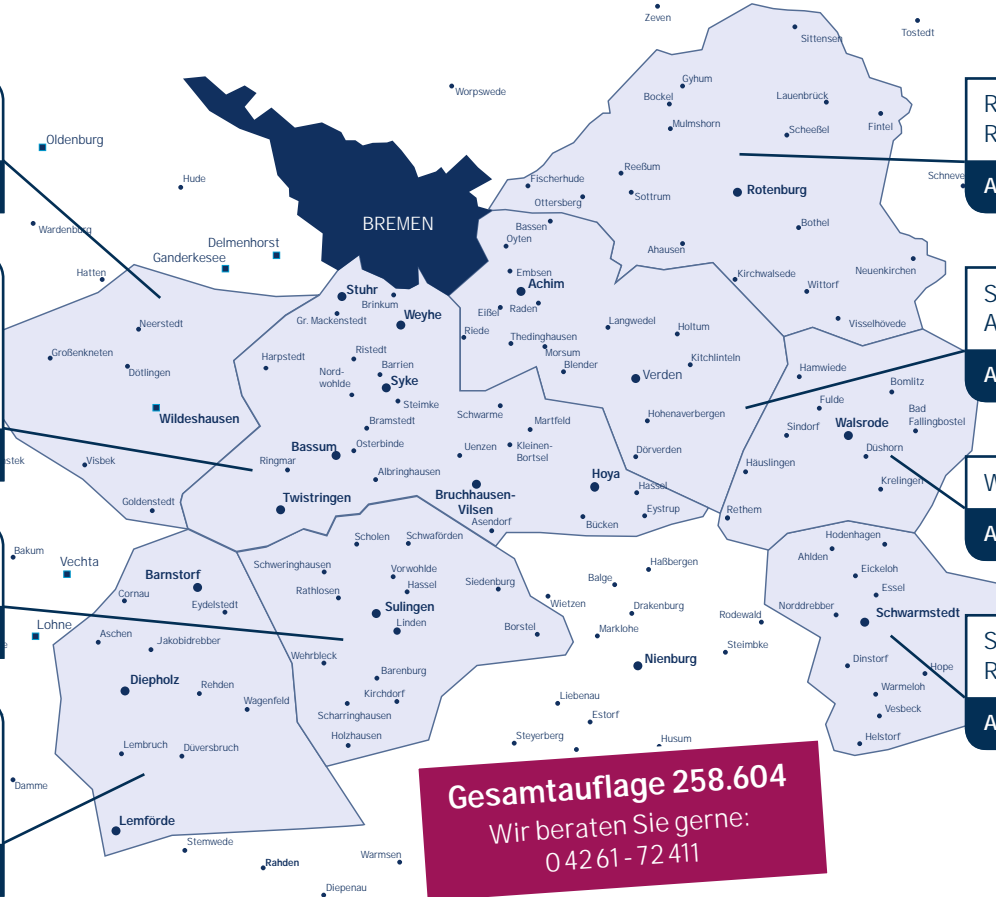 Zeven
Tostedt
Sittensen
Gyhum
Worpswede
Bockel
Lauenbrück
R
R
Mulmshorn
Scheeßel
Fintel
Oldenburg
Reeßum
Schneve
A
Hude
Fischerhude
Sottrum
Rotenburg
Ottersberg
Wardenburg
BREMEN
Bassen
Bothel
Delmenhorst
Oyten
Ganderkesee
Ahausen
Hatten
Embsen
Kirchwalsede
Neuenkirchen
Achim
Wittorf
S
Stuhr
Brinkum
Eißel
Raden
A
Neerstedt
Gr. Mackenstedt
Weyhe
Langwedel
Visselhövede
Riede
Thedinghausen
Holtum
Großenkneten
Harpstedt
Ristedt
Morsum
Kitchlinteln
Dötlingen
Barrien
Blender
Hamwiede
A
Nord-
wohlde
Syke
Verden
Bomlitz
Steimke
Fulde
Wildeshausen
Schwarme
Hohenaverbergen
Bad
Fallingbostel
Bramstedt
Martfeld
Sindorf
Walsrode
Bassum
Osterbinde
Uenzen
Kleinen-
Bortsel
Dörverden
Düshorn
stek
Visbek
Ringmar
Häuslingen
Albringhausen
Hoya
Krelingen
W
Goldenstedt
Twistringen
Bruchhausen-
Vilsen
Hassel
Eystrup
Rethem
Asendorf
Bücken
A
Scholen
Schwaförden
Hodenhagen
Bakum
Vechta
Ahlden
Barnstorf
Schweringhausen
Vorwohlde
Haßbergen
Eickeloh
Cornau
Rathlosen
Hassel
Siedenburg
Balge
Essel
Eydelstedt
Sulingen
Wietzen
Drakenburg
Norddrebber
Schwarmstedt
Lohne
Linden
Borstel
Marklohe
Rodewald
Aschen
Jakobidrebber
Steimbke
S
e
Wehrbleck
Nienburg
Dinstorf
Hope
R
Diepholz
Rehden
Barenburg
Warmeloh
Wagenfeld
Kirchdorf
Liebenau
A
Scharringhausen
Estorf
Vesbeck
Holzhausen
Steyerberg
Husum
Helstorf
Lembruch
Düversbruch
Damme
Gesamtauflage 258.604
Wir beraten Sie gerne:
0 42 61 - 72 411
Lemförde
Stemwede
Rahden
Warmsen
Diepenau